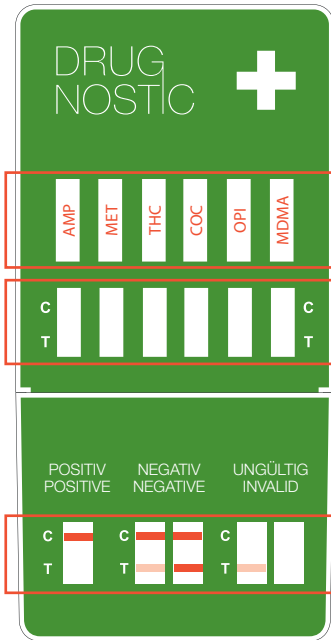 DRUG
NOSTIC
AMP MET THC COC OPI MDMA
C C
T T
POSITIV NEGATIV UNGÜLTIG
POSITIVE NEGATIVE INVALID
C C C
T T T